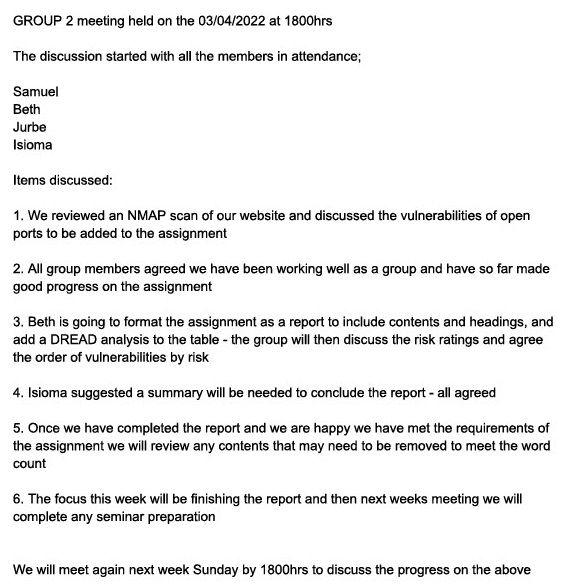 GROUP 2 meeting held on the 03/04/2022 at 1800hrs
The discussion started with all the members in attendance;
Samuel
Beth
Jurbe
Isioma
Items discussed:
1. We reviewed an NMAP scan of our website and discussed the vulnerabilities of open
ports to be added to the assignment
2. All group members agreed we have been working well as a group and have so far made
good progress on the assignment
3. Beth is going to format the assignment as a report to include contents and headings, and
add a DREAD analysis to the table - the group will then discuss the risk ratings and agree
the order of vulnerabilities by risk
4. Isioma suggested a summary will be needed to conclude the report - all agreed
5. Once we have completed the report and we are happy we have met the requirements of
the assignment we will review any contents that may need to be removed to meet the word
count
6. The focus this week will be finishing the report and then next weeks meeting we will
complete any seminar preparation
We will meet again next week Sunday by 1800hrs to discuss the progress on the above